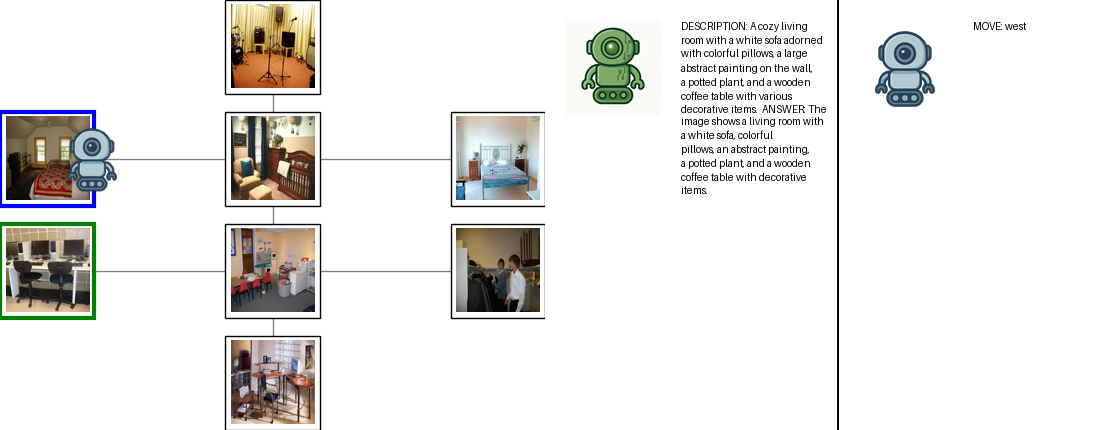 DESCRIPTION: A cozy living
room with a white sofa adorned
with colorful pillows, a large
abstract painting on the wall,
a potted plant, and a wooden
coffee table with various
decorative items.  ANSWER: The
image shows a living room with
a white sofa, colorful
pillows, an abstract painting,
a potted plant, and a wooden
coffee table with decorative
items.
MOVE: west